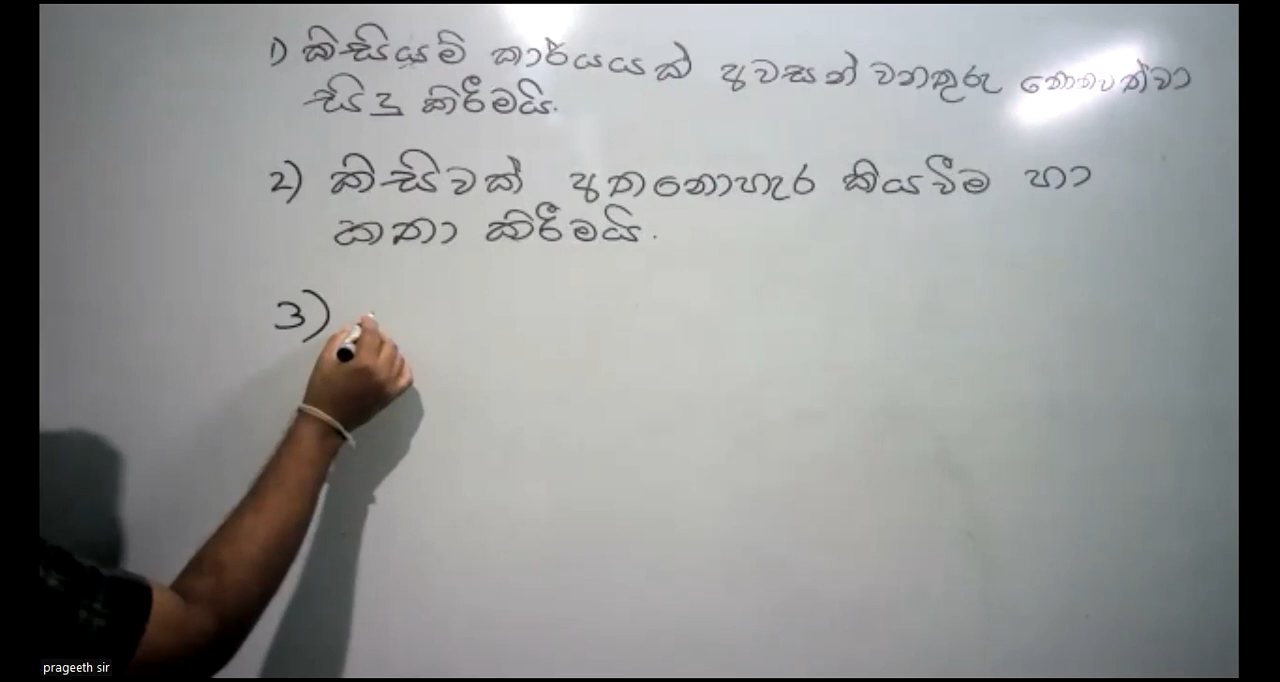 1) කිසියම් කාර්යයක් අවසන් වනතුරු නොනවත්වා
සිදු කිරීමයි.
2) කිසිවක් අතනොහැර කියවීම හා
කතා කිරීමයි.
3)
prageeth sir